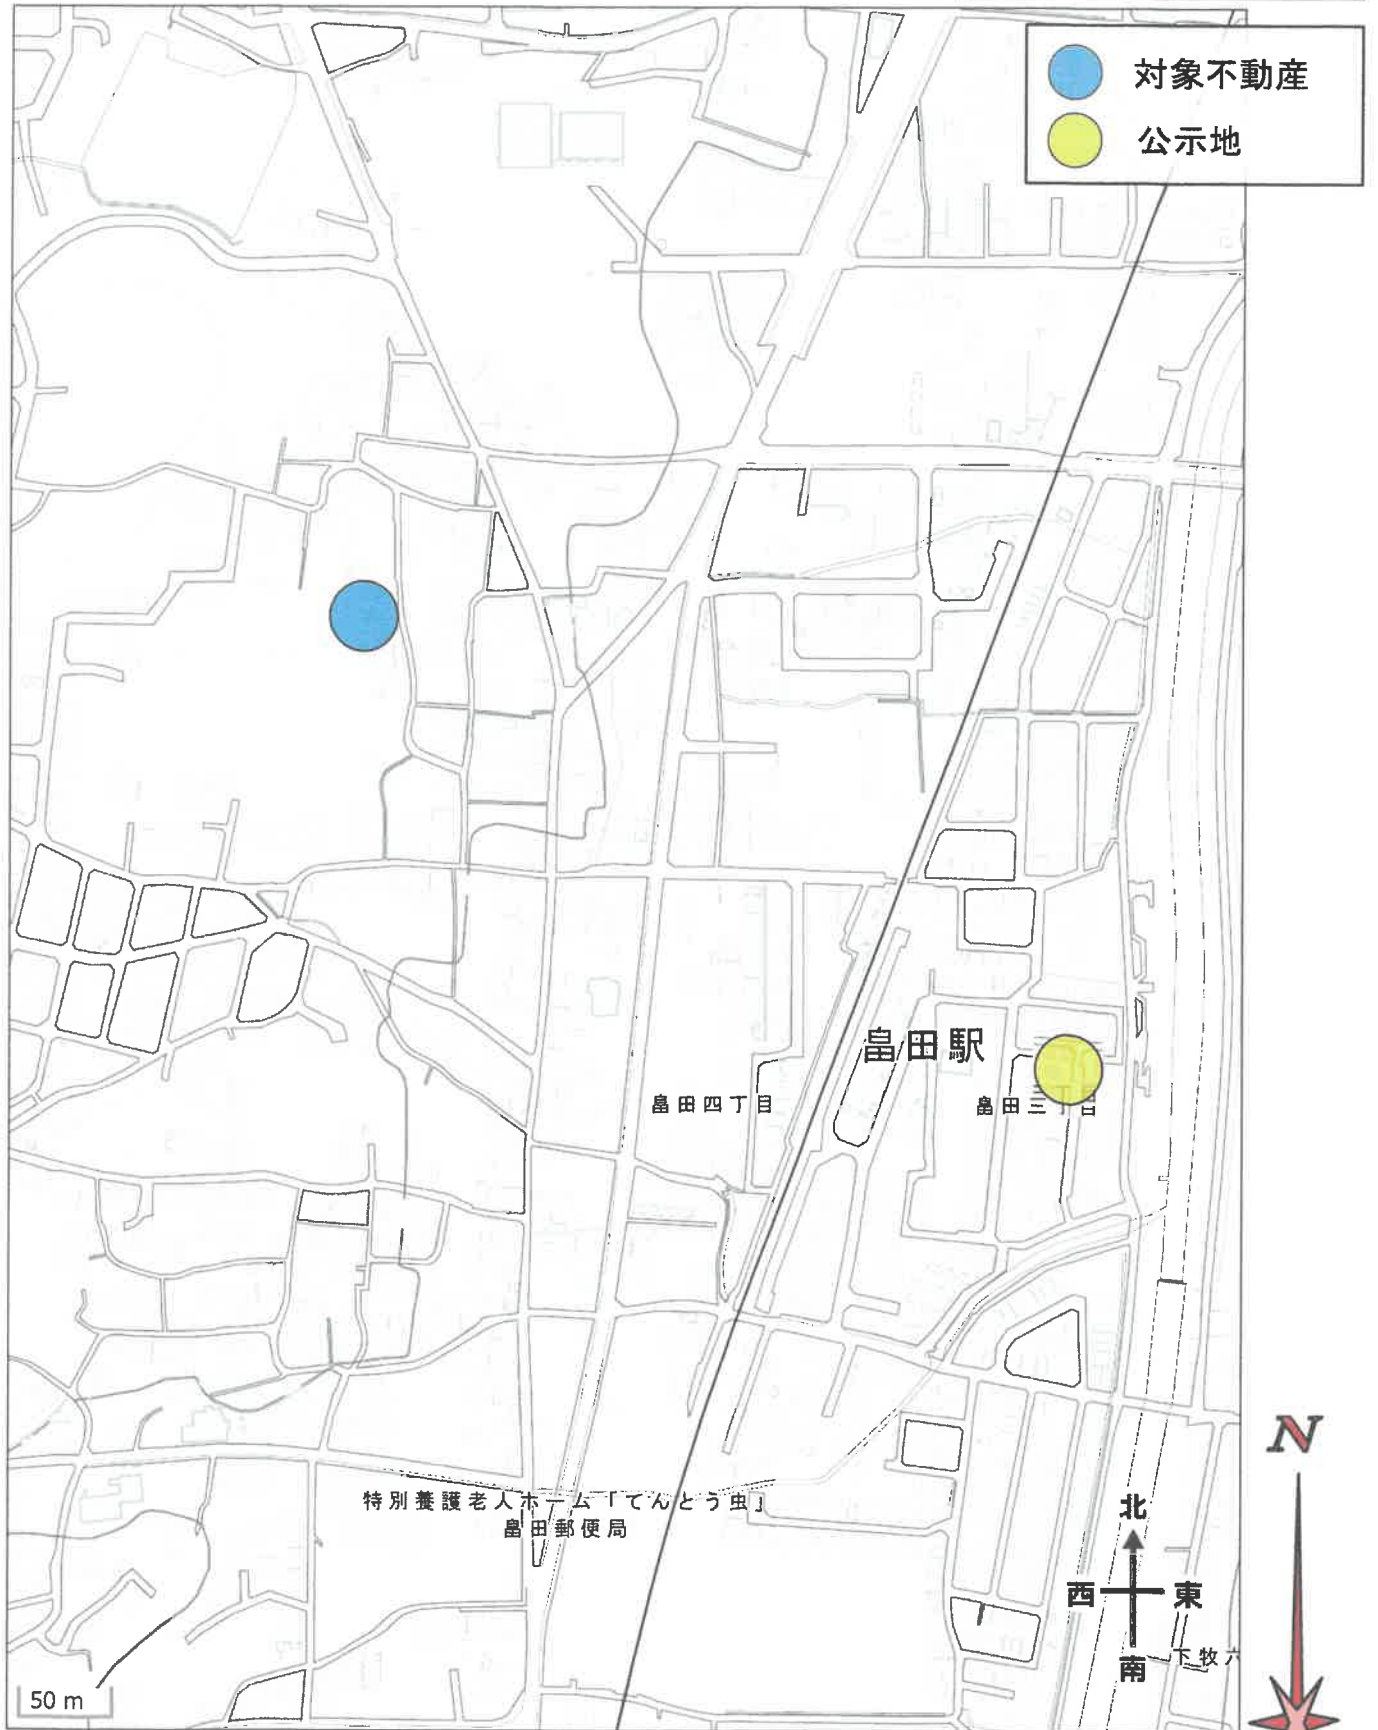 対象不動産
公示地
畠田駅
畠田四丁目
畠田三丁目
N
特別養護老人ホーム「てんとう虫」
畠田郵便局
北
西 東
南
下牧六
50 m